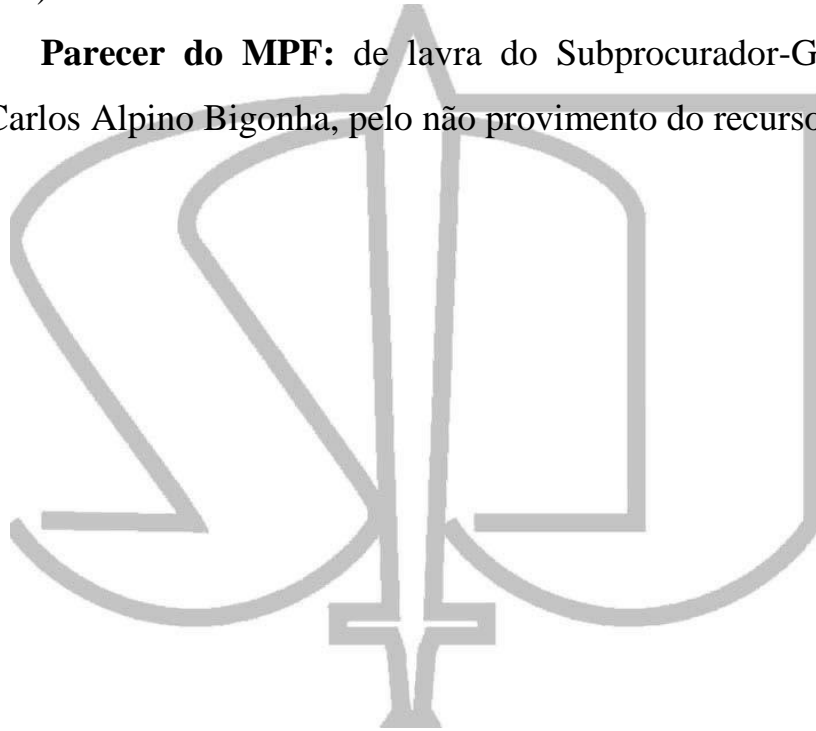 Parecer do MPF: de lavra do Subprocurador-G
Carlos Alpino Bigonha, pelo não provimento do recurso